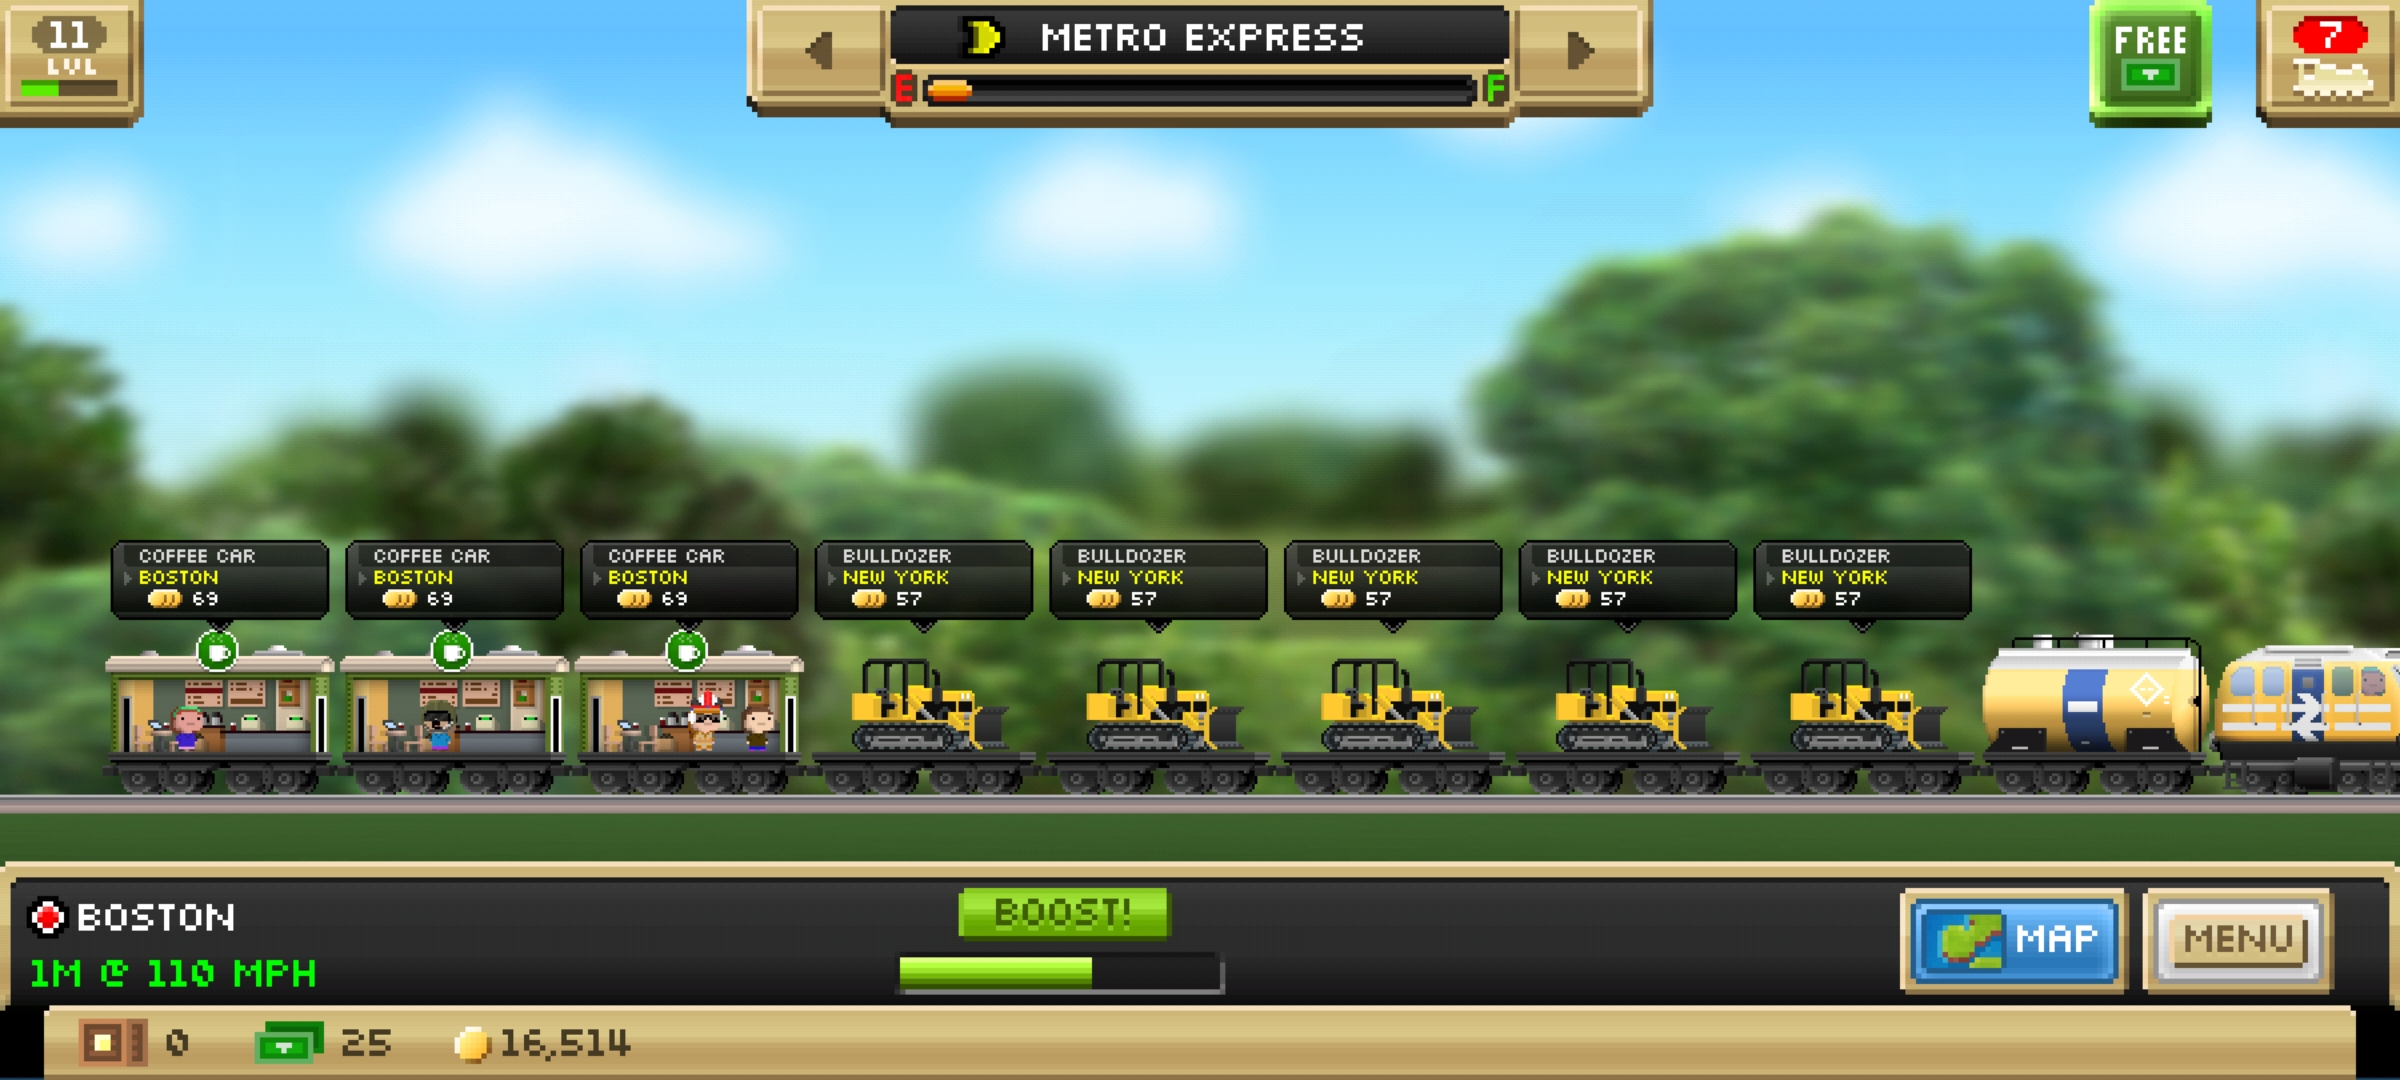 11
LVL
METRO EXPRESS
E F
FREE
7
COFFEE CAR
BOSTON
69
COFFEE CAR
BOSTON
69
COFFEE CAR
BOSTON
69
BULLDOZER
NEW YORK
57
BULLDOZER
NEW YORK
57
BULLDOZER
NEW YORK
57
BULLDOZER
NEW YORK
57
BULLDOZER
NEW YORK
57
BOSTON
1M @ 110 MPH
BOOST!
MAP
MENU
0
25
16,514